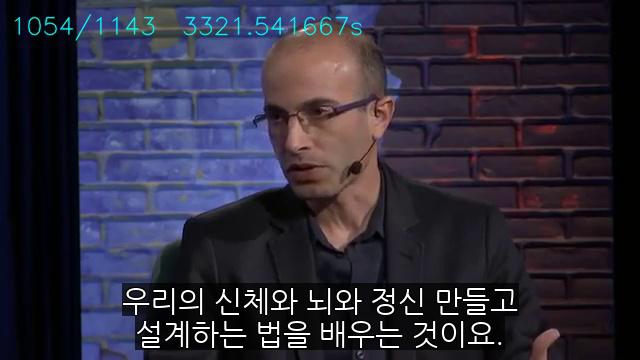 1054/1143 3321.541667s
우리의 신체와 뇌와 정신 만들고
설계하는 법을 배우는 것이요.